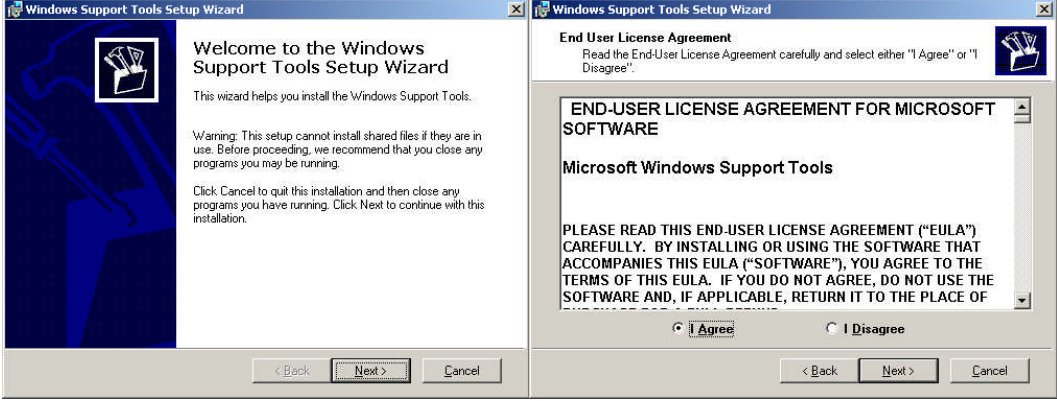 Windows Support Tools Setup Wizard
Welcome to the Windows
Support Tools Setup Wizard
This wizard helps you install the Windows Support Tools.
Warning: This setup cannot install shared files if they are in
use. Before proceeding, we recommend that you close any
programs you may be running.
Click Cancel to quit this installation and then close any
programs you have running. Click Next to continue with this
installation.
< Back
Next >
Cancel
Windows Support Tools Setup Wizard
End User License Agreement
Read the End-User License Agreement carefully and select either "I Agree" or "I
Disagree".
END-USER LICENSE AGREEMENT FOR MICROSOFT
SOFTWARE
Microsoft Windows Support Tools
PLEASE READ THIS END-USER LICENSE AGREEMENT (“EULA”)
CAREFULLY. BY INSTALLING OR USING THE SOFTWARE THAT
ACCOMPANIES THIS EULA (“SOFTWARE”), YOU AGREE TO THE
TERMS OF THIS EULA. IF YOU DO NOT AGREE, DO NOT USE THE
SOFTWARE AND, IF APPLICABLE, RETURN IT TO THE PLACE OF
I Agree
I Disagree
< Back
Next >
Cancel